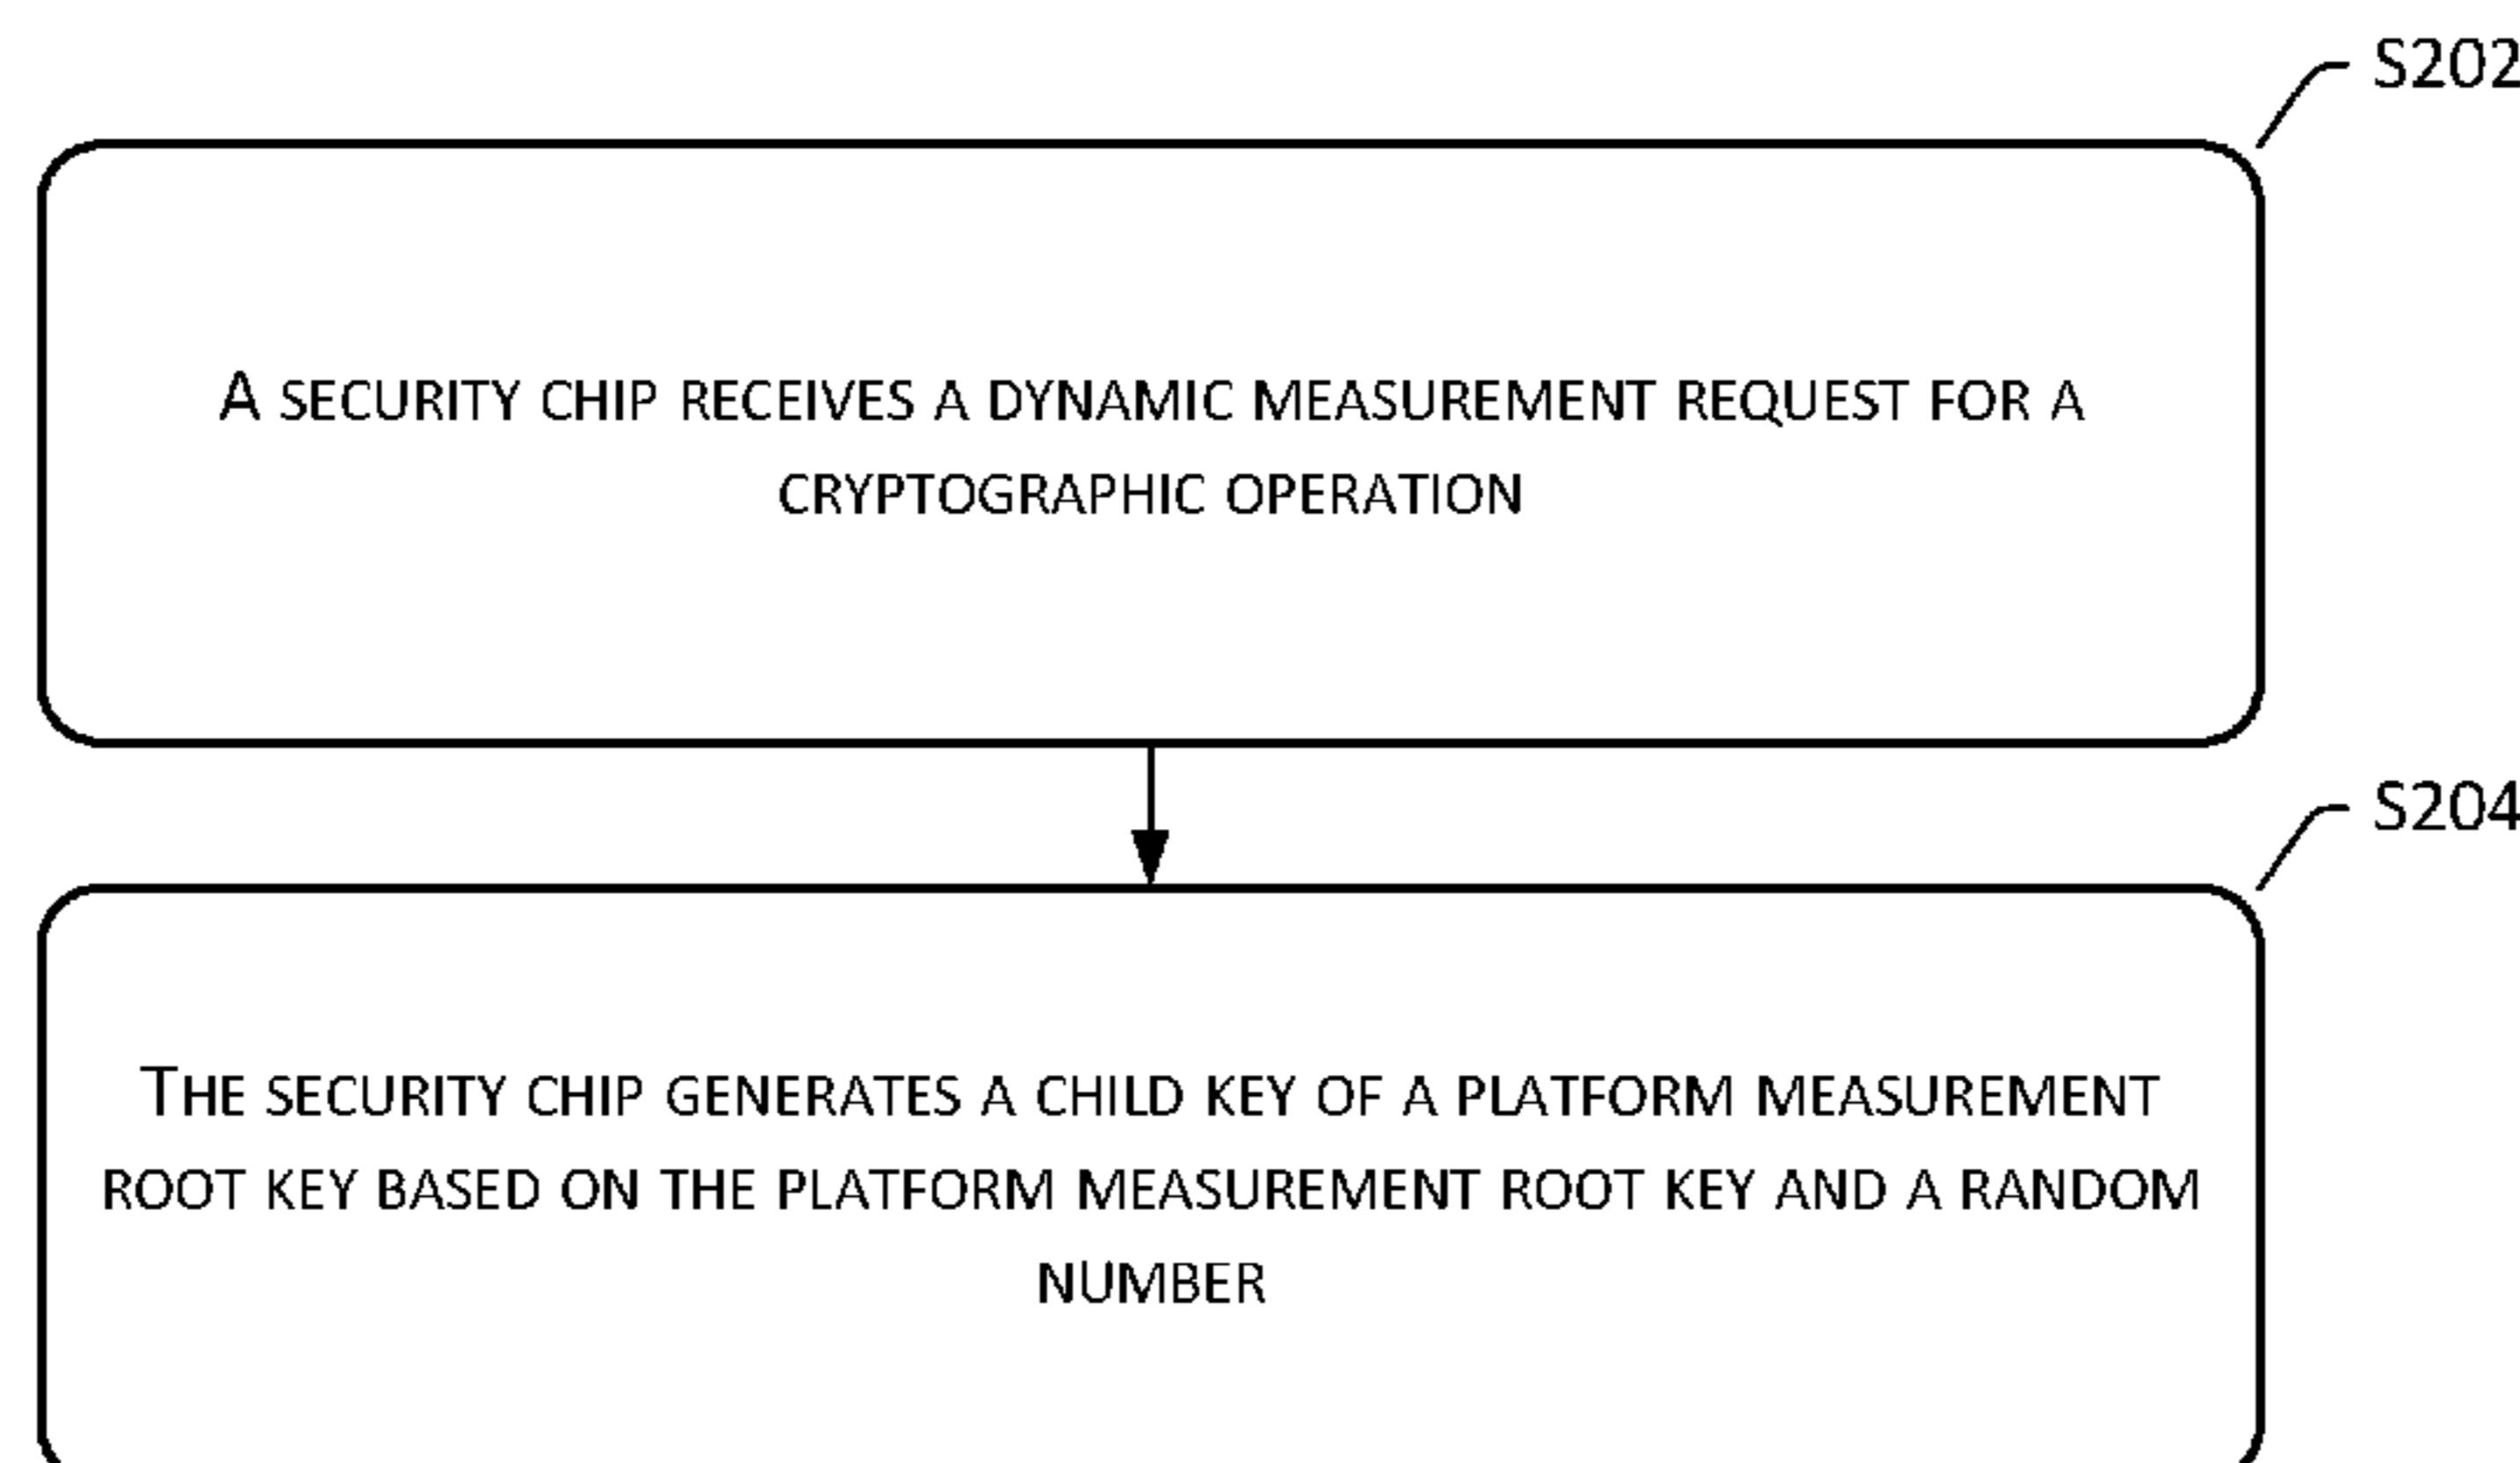 S202
A SECURITY CHIP RECEIVES A DYNAMIC MEASUREMENT REQUEST FOR A
CRYPTOGRAPHIC OPERATION
S204
THE SECURITY CHIP GENERATES A CHILD KEY OF A PLATFORM MEASUREMENT
ROOT KEY BASED ON THE PLATFORM MEASUREMENT ROOT KEY AND A RANDOM
NUMBER